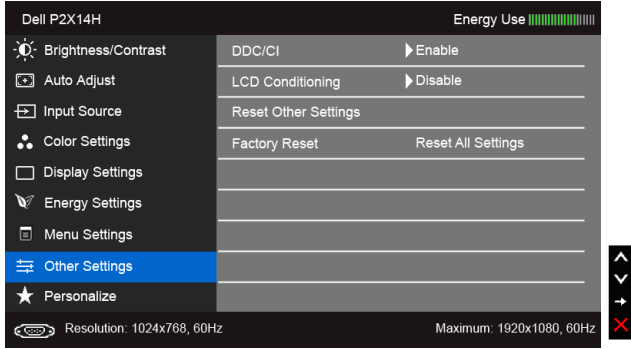 Dell P2X14H Energy Use
Brightness/Contrast DDC/CI Enable
Auto Adjust LCD Conditioning Disable
Input Source Reset Other Settings
Color Settings Factory Reset Reset All Settings
Display Settings
Energy Settings
Menu Settings
Other Settings
Personalize
Resolution: 1024x768, 60Hz Maximum: 1920x1080, 60Hz